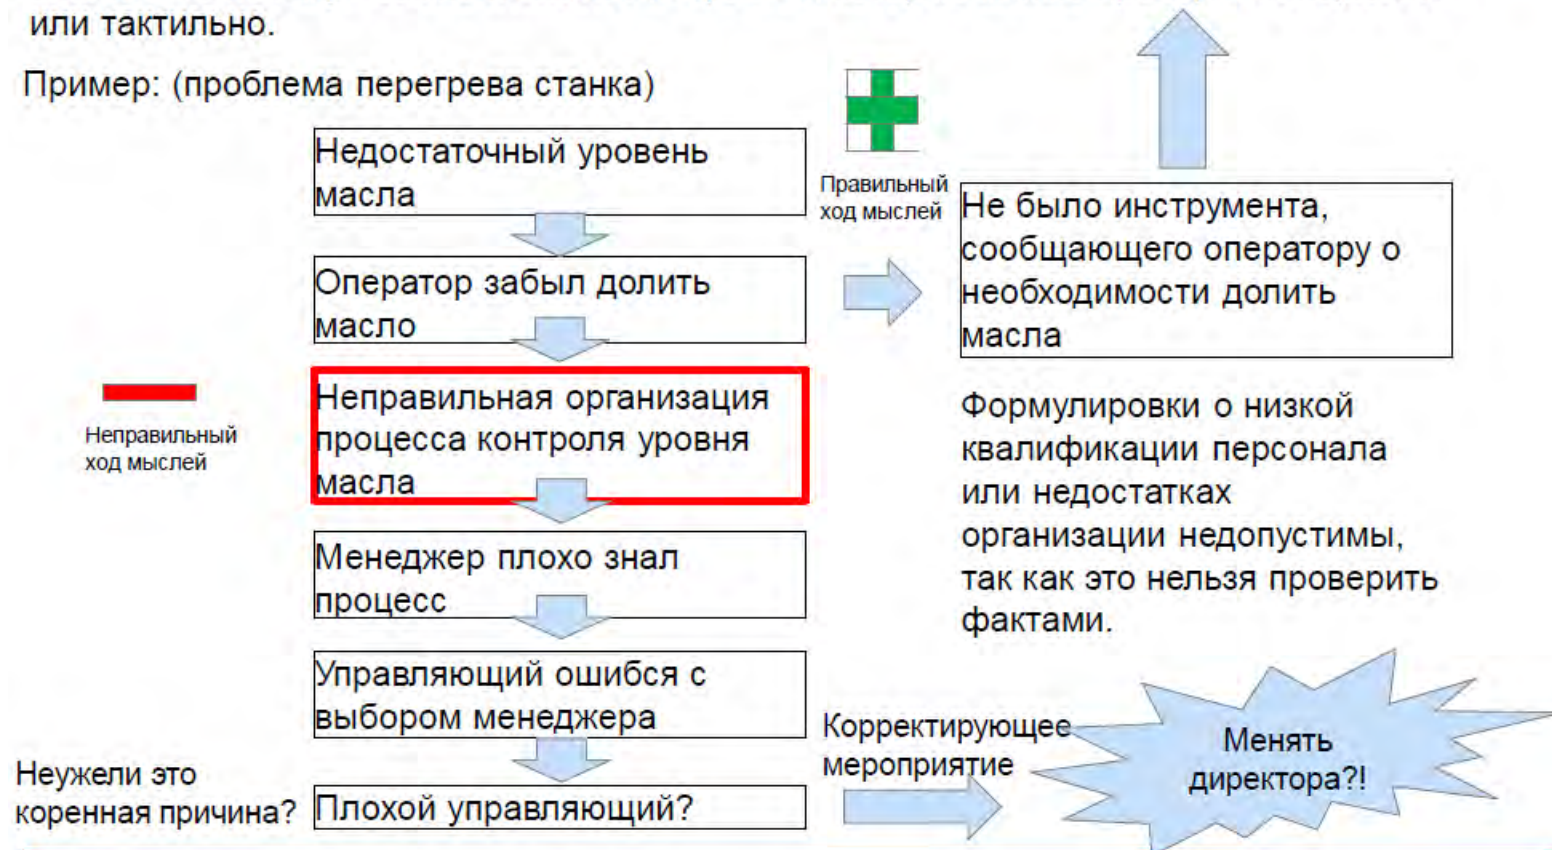 или тактильно.
Пример: (проблема перегрева станка)
Недостаточный уровень
масла
Правильный
ход мыслей
Оператор забыл долить
масло
Не было инструмента,
сообщающего оператору о
необходимости долить
масла
Неправильный
ход мыслей
Неправильная организация
процесса контроля уровня
масла
Формулировки о низкой
квалификации персонала
или недостатках
организации недопустимы,
так как это нельзя проверить
фактами.
Менеджер плохо знал
процесс
Управляющий ошибся с
выбором менеджера
Неужели это
коренная причина?
Плохой управляющий?
Корректирующее
мероприятие
Менять
директора?!